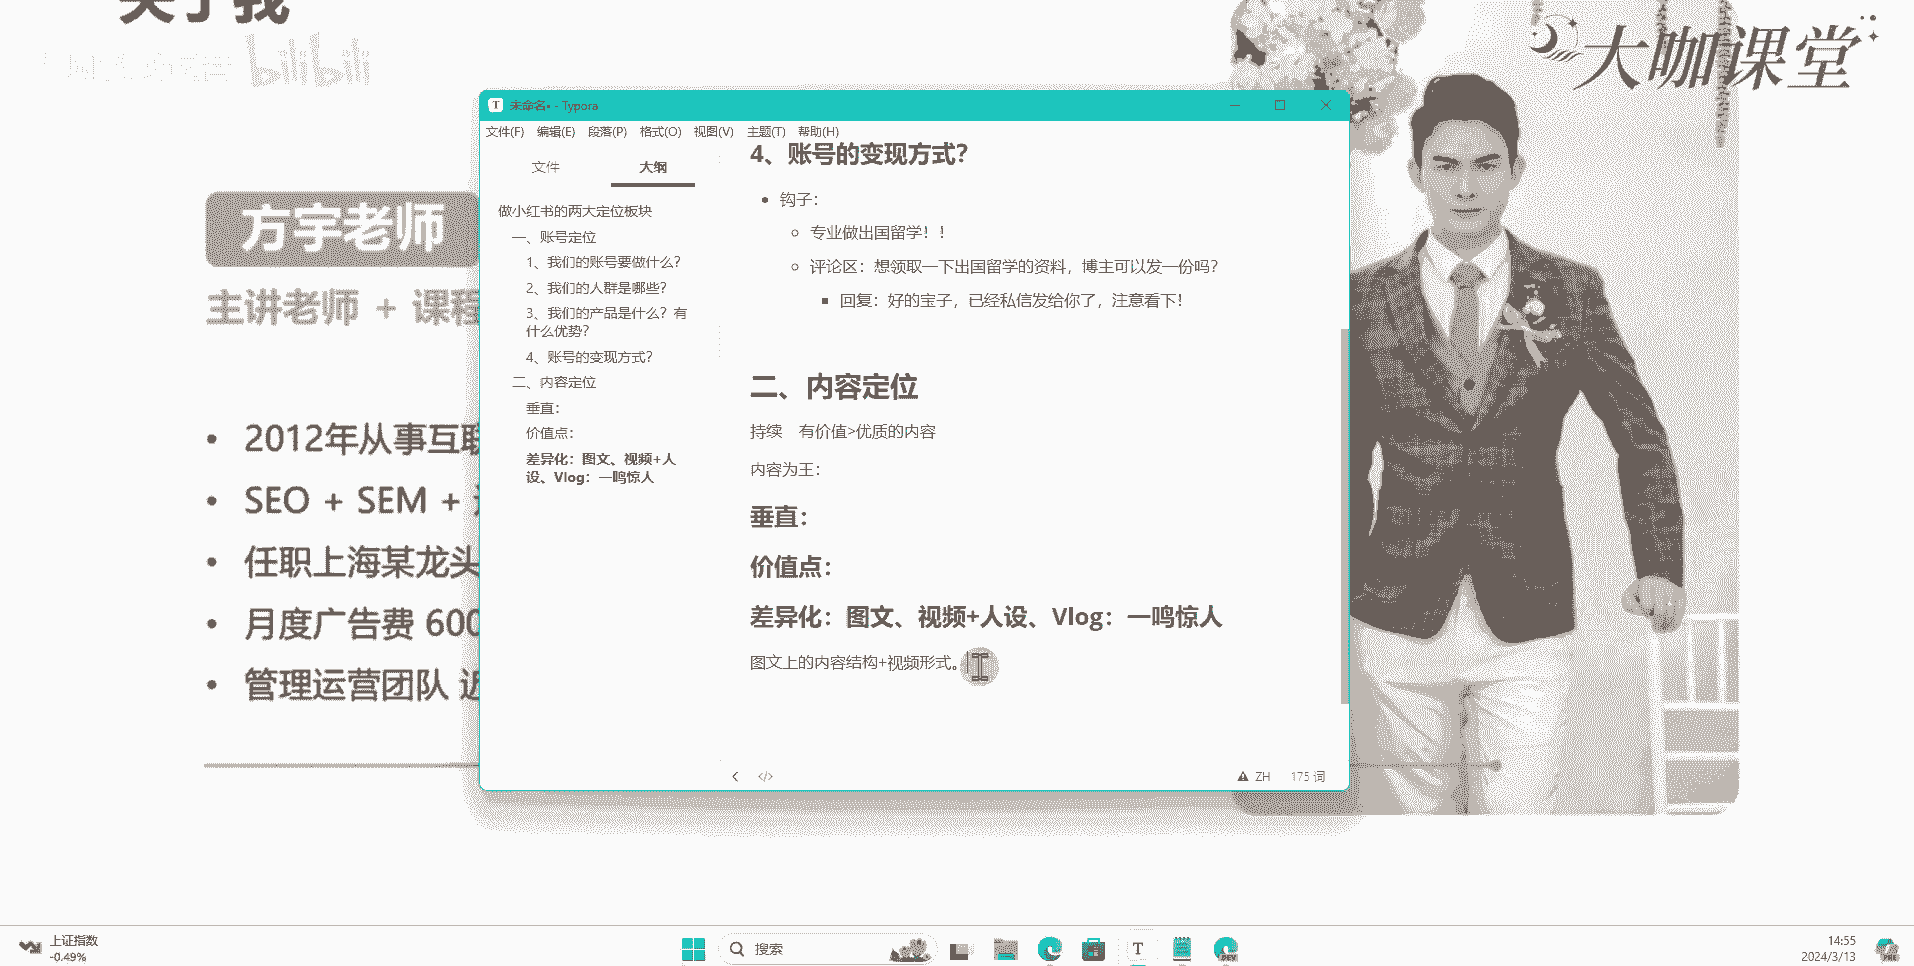 关于我
bilibili
大咖课堂
方宇老师
主讲老师 + 课程
2012年从事互联
SEO + SEM +
任职上海某龙头
月度广告费 600
管理运营团队 近
未命名• - Typora
文件(F) 编辑(E) 段落(P) 格式(O) 视图(V) 主题(T) 帮助(H)
文件 大纲
做小红书的两大定位板块
一、账号定位
1、我们的账号要做什么？
2、我们的人群是哪些？
3、我们的产品是什么？有
什么优势？
4、账号的变现方式？
二、内容定位
垂直：
价值点：
差异化：图文、视频+人
设、Vlog：一鸣惊人
4、账号的变现方式？
钩子：
专业做出国留学！！
评论区：想领取一下出国留学的资料，博主可以发一份吗？
回复：好的宝子，已经私信发给你了，注意看下！
二、内容定位
持续 有价值>优质的内容
内容为王：
垂直：
价值点：
差异化：图文、视频+人设、Vlog：一鸣惊人
图文上的内容结构+视频形式。
ZH 175 词
上证指数
-0.49%
搜索
T
DEV
14:55
2024/3/13
PRE